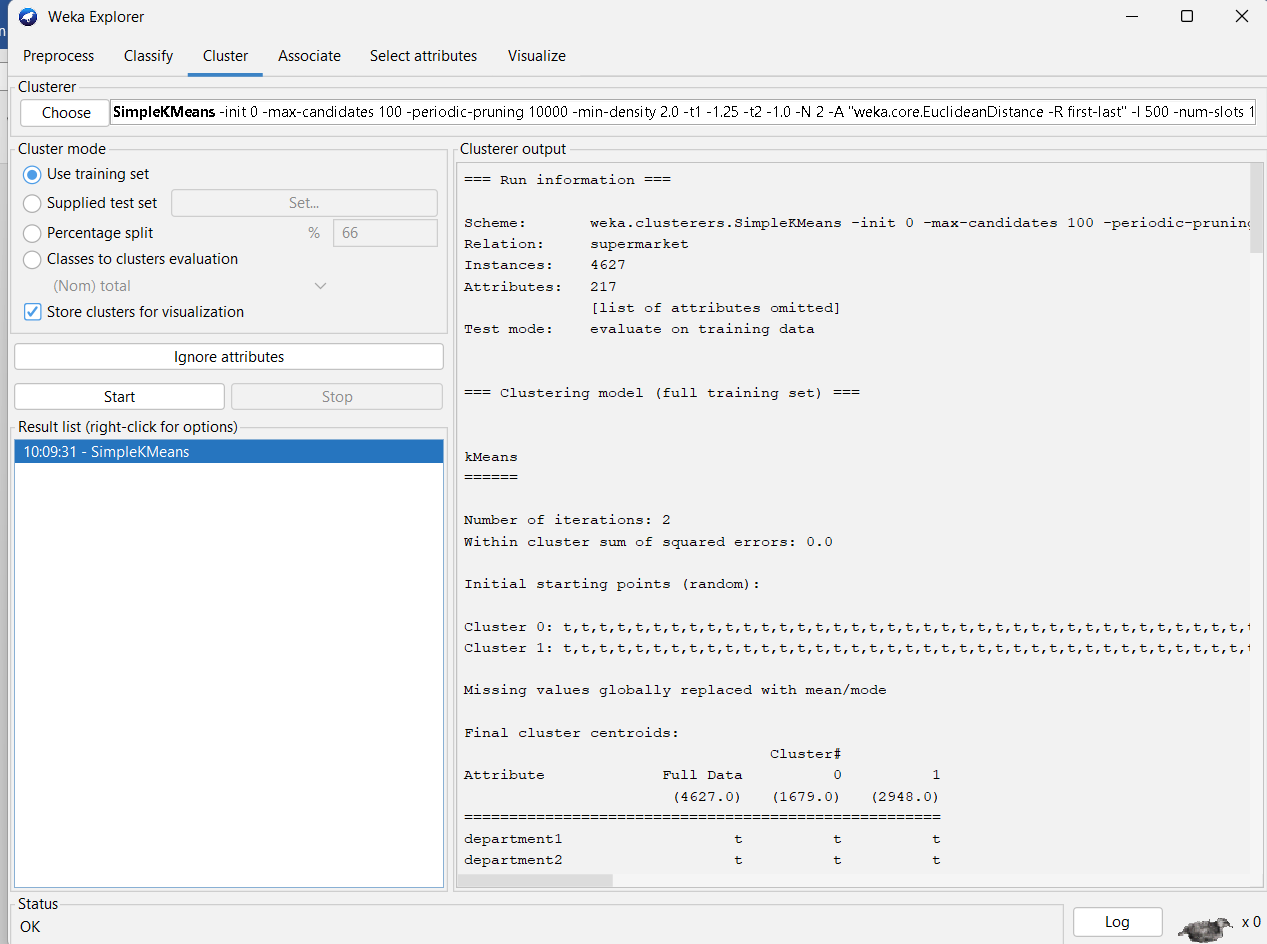 Weka Explorer
Preprocess Classify Cluster Associate Select attributes Visualize
Clusterer
Choose SimpleKMeans -init 0 -max-candidates 100 -periodic-pruning 10000 -min-density 2.0 -t1 -1.25 -t2 -1.0 -N 2 -A "weka.core.EuclideanDistance -R first-last" -I 500 -num-slots 1
Cluster mode
Use training set
Supplied test set Set...
Percentage split % 66
Classes to clusters evaluation
(Nom) total
Store clusters for visualization
Ignore attributes
Start Stop
Result list (right-click for options)
10:09:31 - SimpleKMeans
Clusterer output
=== Run information ===
Scheme: weka.clusterers.SimpleKMeans -init 0 -max-candidates 100 -periodic-pruning
Relation: supermarket
Instances: 4627
Attributes: 217
[list of attributes omitted]
Test mode: evaluate on training data
=== Clustering model (full training set) ===
kMeans
======
Number of iterations: 2
Within cluster sum of squared errors: 0.0
Initial starting points (random):
Cluster 0: t,t,t,t,t,t,t,t,t,t,t,t,t,t,t,t,t,t,t,t,t,t,t,t,t,t,t,t,t,t,t,t,t,t,t,t,t,t,t
Cluster 1: t,t,t,t,t,t,t,t,t,t,t,t,t,t,t,t,t,t,t,t,t,t,t,t,t,t,t,t,t,t,t,t,t,t,t,t,t,t,t
Missing values globally replaced with mean/mode
Final cluster centroids:
Cluster#
Attribute Full Data 0 1
(4627.0) (1679.0) (2948.0)
=====================================================
department1 t t t
department2 t t t
Status
OK
Log x 0